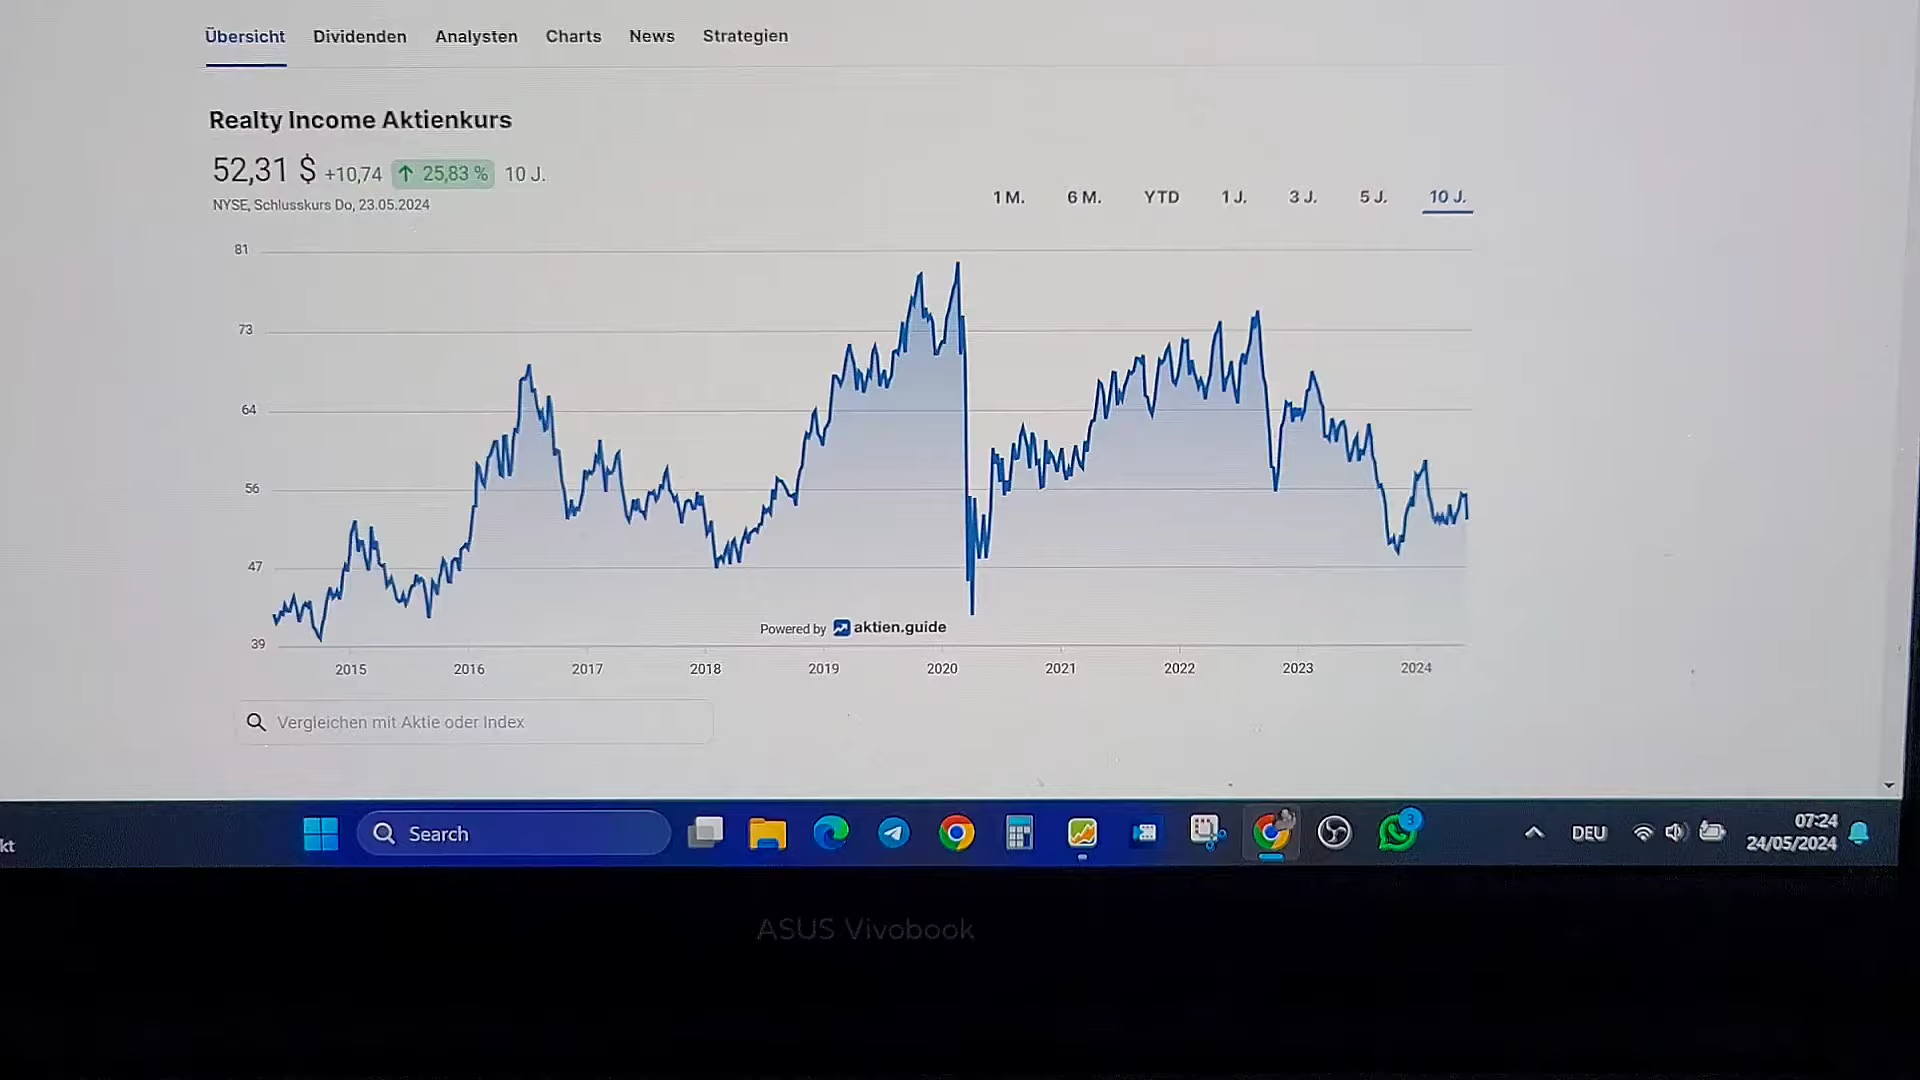 Übersicht Dividenden Analysten Charts News Strategien
Realty Income Aktienkurs
52,31 $ +10,74 ↑ 25,83 % 10 J.
NYSE, Schlusskurs Do, 23.05.2024
1 M. 6 M. YTD 1 J. 3 J. 5 J. 10 J.
81
73
64
56
47
39
Powered by aktien.guide
2015 2016 2017 2018 2019 2020 2021 2022 2023 2024
Vergleichen mit Aktie oder Index
kt
Search
3
DEU
07:24
24/05/2024
ASUS Vivobook